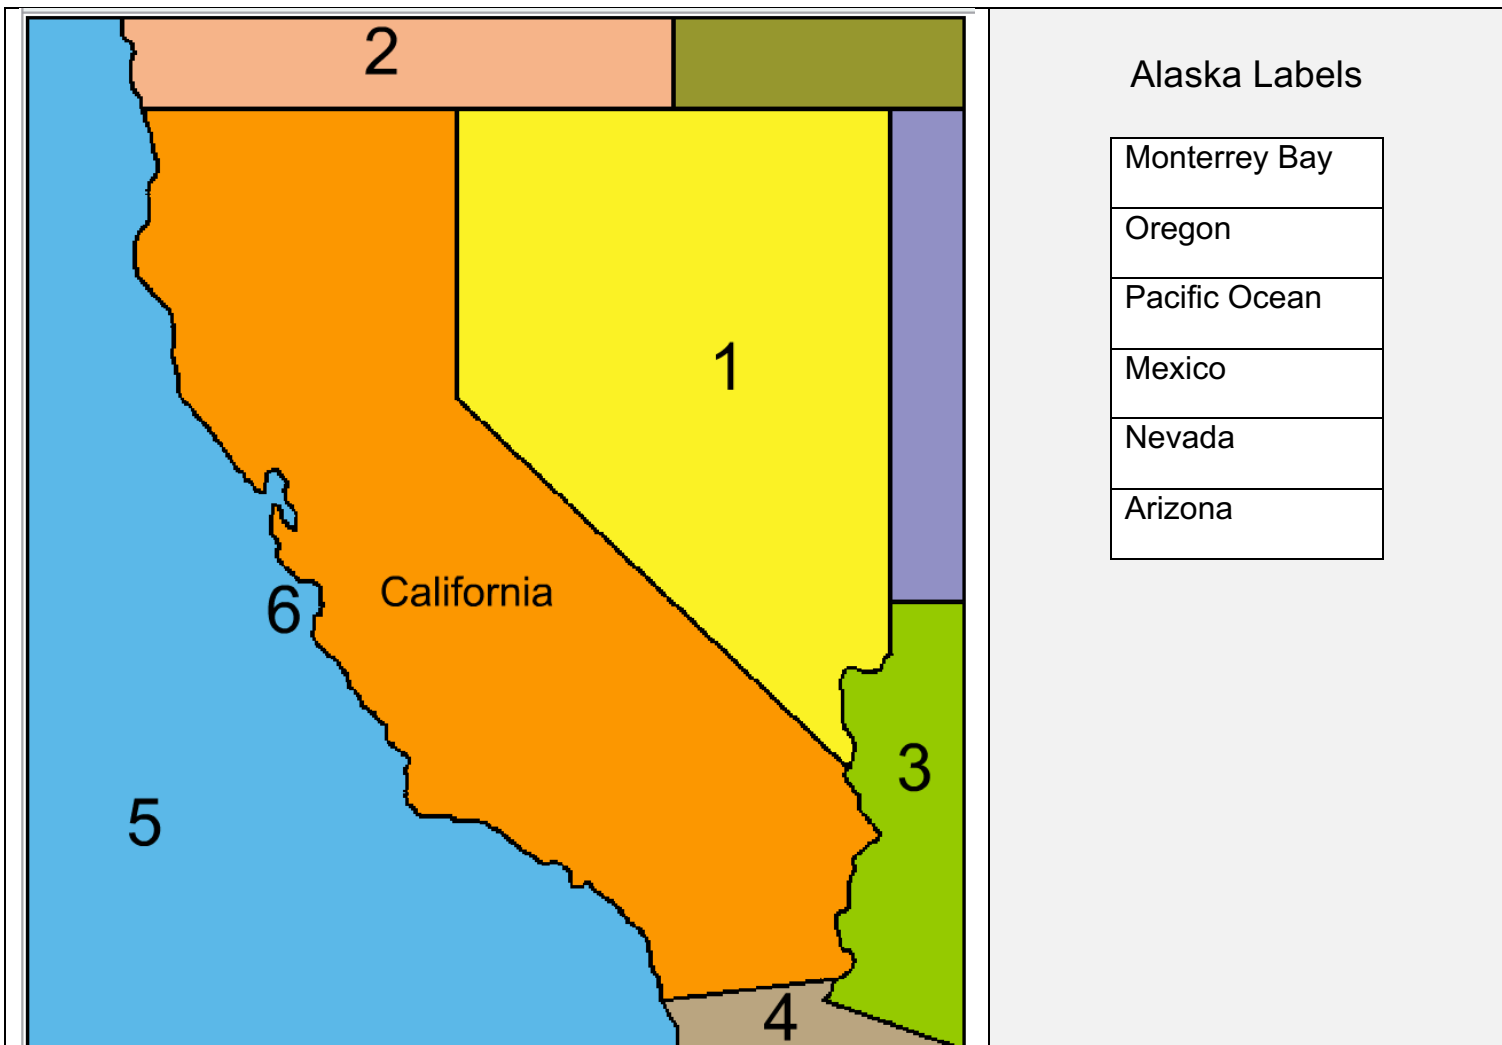 2
1
California
6
3
5
4
Alaska Labels
Monterrey Bay
Oregon
Pacific Ocean
Mexico
Nevada
Arizona